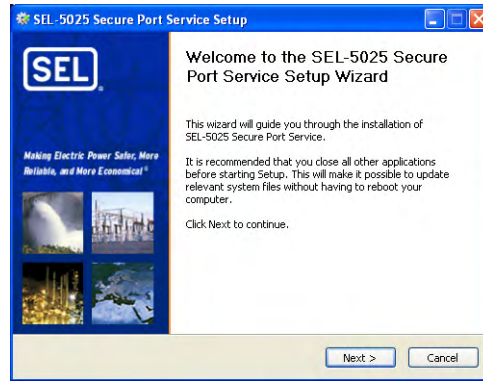 SEL-5025 Secure Port Service Setup
SEL
Making Electric Power Safer, More
Reliable, and More Economical®
Welcome to the SEL-5025 Secure
Port Service Setup Wizard
This wizard will guide you through the installation of
SEL-5025 Secure Port Service.
It is recommended that you close all other applications
before starting Setup. This will make it possible to update
relevant system files without having to reboot your
computer.
Click Next to continue.
Next >
Cancel